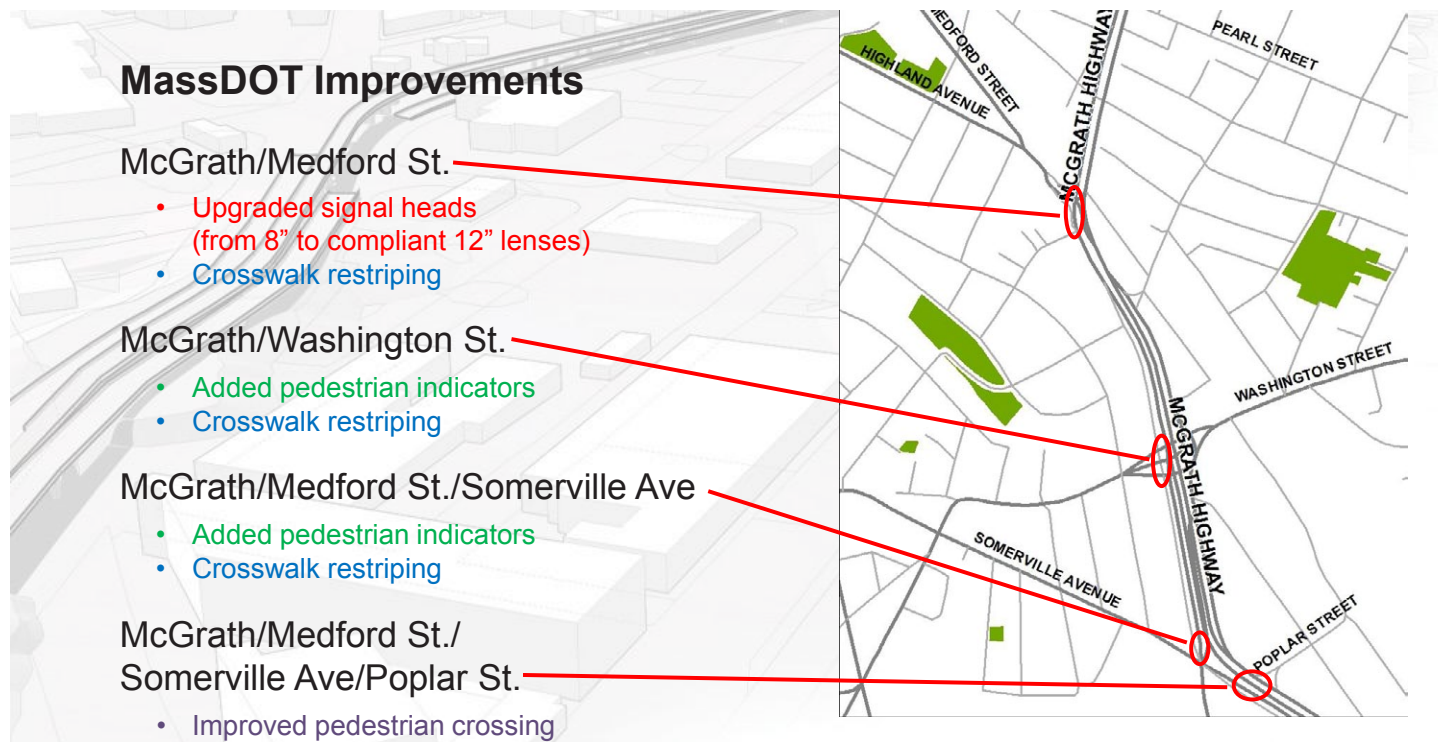 MassDOT Improvements
McGrath/Medford St.
• Upgraded signal heads
(from 8” to compliant 12” lenses)
• Crosswalk restriping
McGrath/Washington St.
• Added pedestrian indicators
• Crosswalk restriping
McGrath/Medford St./Somerville Ave
• Added pedestrian indicators
• Crosswalk restriping
McGrath/Medford St./
Somerville Ave/Poplar St.
• Improved pedestrian crossing
MEDFORD STREET
HIGHLAND AVENUE
MCGRATH HIGHWAY
PEARL STREET
WASHINGTON STREET
MCGRATH HIGHWAY
SOMERVILLE AVENUE
POPLAR STREET